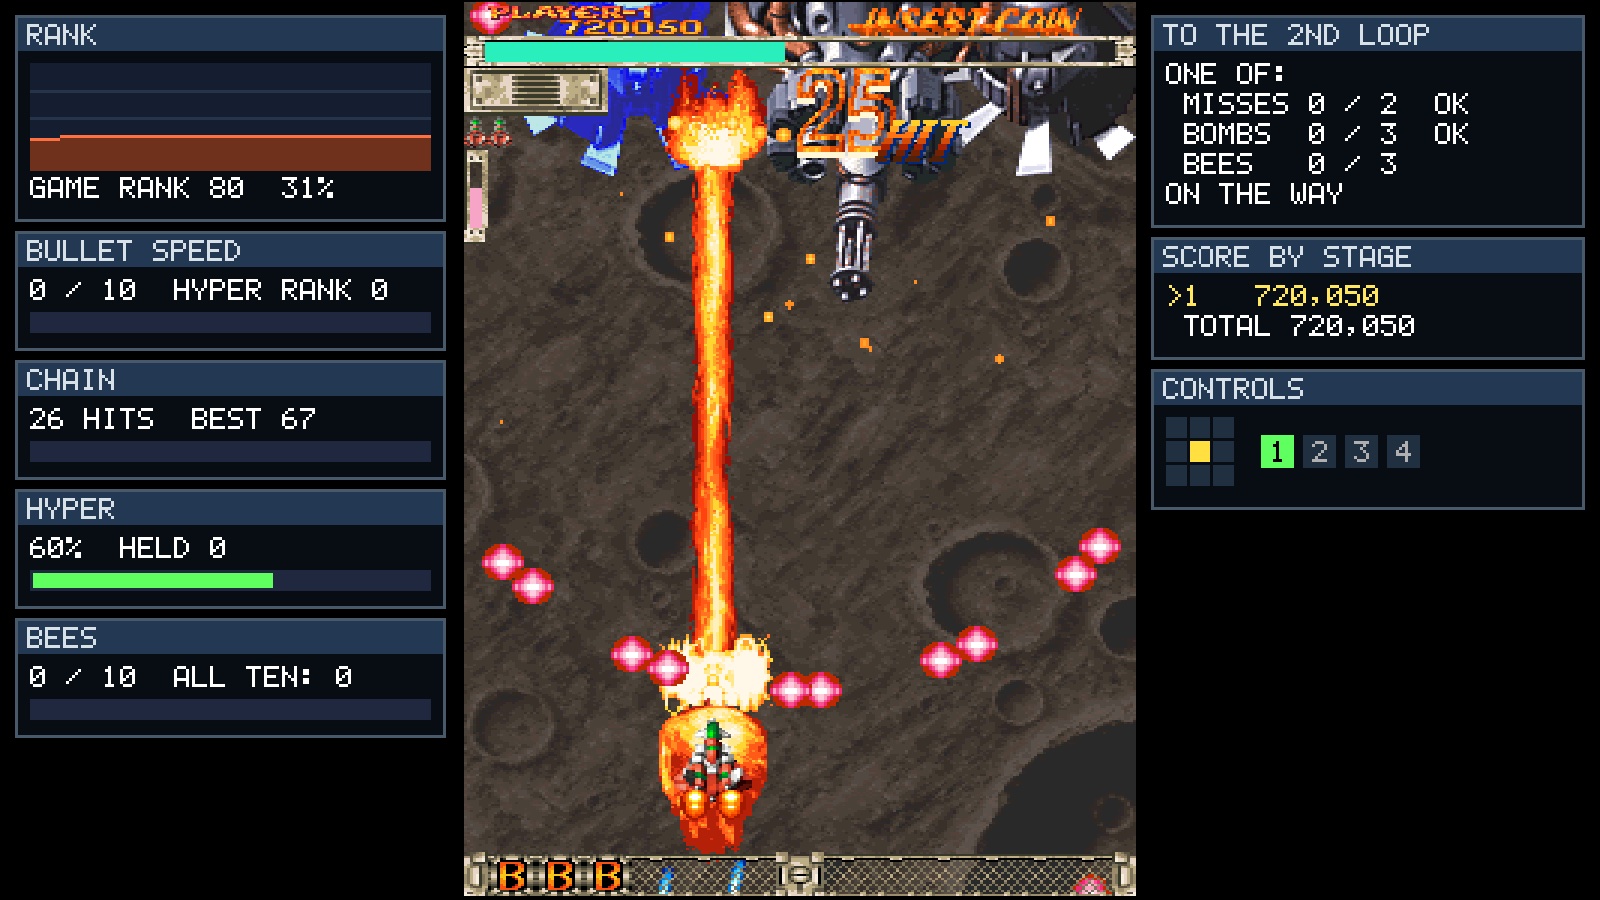 RANK
GAME RANK 80 31%
BULLET SPEED
0 / 10 HYPER RANK 0
CHAIN
26 HITS BEST 67
HYPER
60% HELD 0
BEES
0 / 10 ALL TEN: 0
PLAYER-1
720050
INSERT COIN
25 HIT
B B B
TO THE 2ND LOOP
ONE OF:
MISSES 0 / 2 OK
BOMBS 0 / 3 OK
BEES 0 / 3
ON THE WAY
SCORE BY STAGE
>1 720,050
TOTAL 720,050
CONTROLS
1 2 3 4